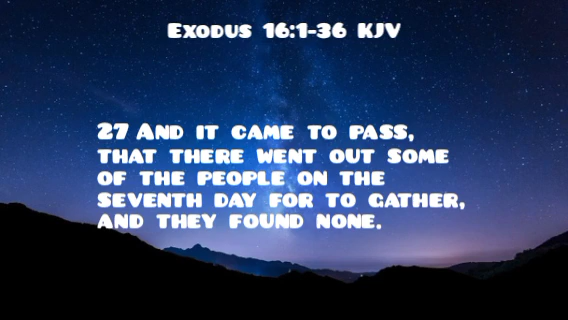 Exodus 16:1-36 KJV
27 And it came to pass,
that there went out some
of the people on the
seventh day for to gather,
and they found none.